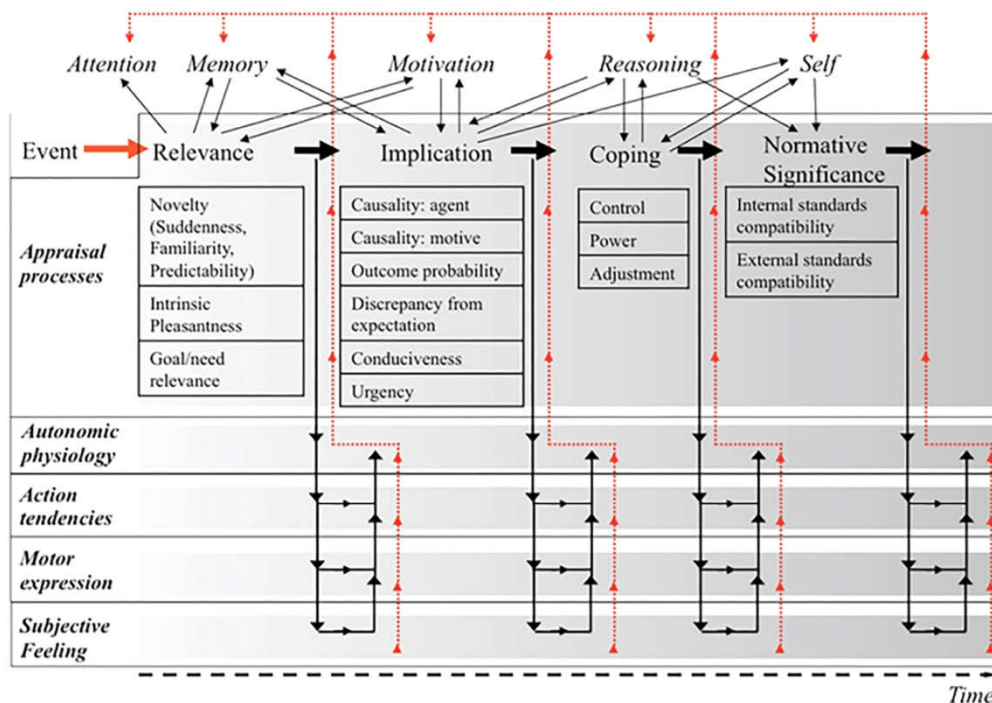 Attention Memory Motivation Reasoning Self
Event Relevance Implication Coping Normative
Significance
Appraisal
processes
Novelty
(Suddenness,
Familiarity,
Predictability)
Intrinsic
Pleasantness
Goal/need
relevance
Causality: agent
Causality: motive
Outcome probability
Discrepancy from
expectation
Conduciveness
Urgency
Control
Power
Adjustment
Internal standards
compatibility
External standards
compatibility
Autonomic
physiology
Action
tendencies
Motor
expression
Subjective
Feeling
Time